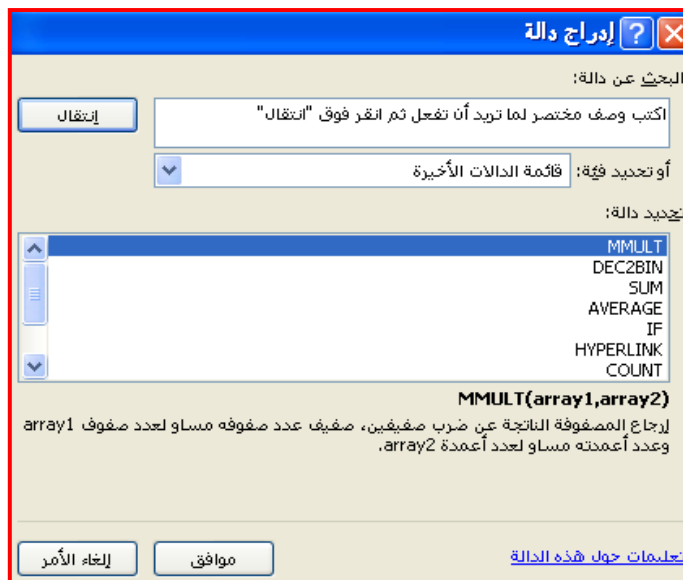 إدراج دالة
البحث عن دالة:
اكتب وصف مختصر لما تريد أن تفعل ثم انقر فوق "انتقال"
إنتقال
أو تحديد فئة: قائمة الدالات الأخيرة
تحديد دالة:
MMULT
DEC2BIN
SUM
AVERAGE
IF
HYPERLINK
COUNT
MMULT(array1,array2)
إرجاع المصفوفة الناتجة عن ضرب صفيفين، صفيف عدد صفوفه مساو لعدد صفوف array1
وعدد أعمدته مساو لعدد أعمدة array2.
تعليمات حول هذه الدالة
موافق
إلغاء الأمر